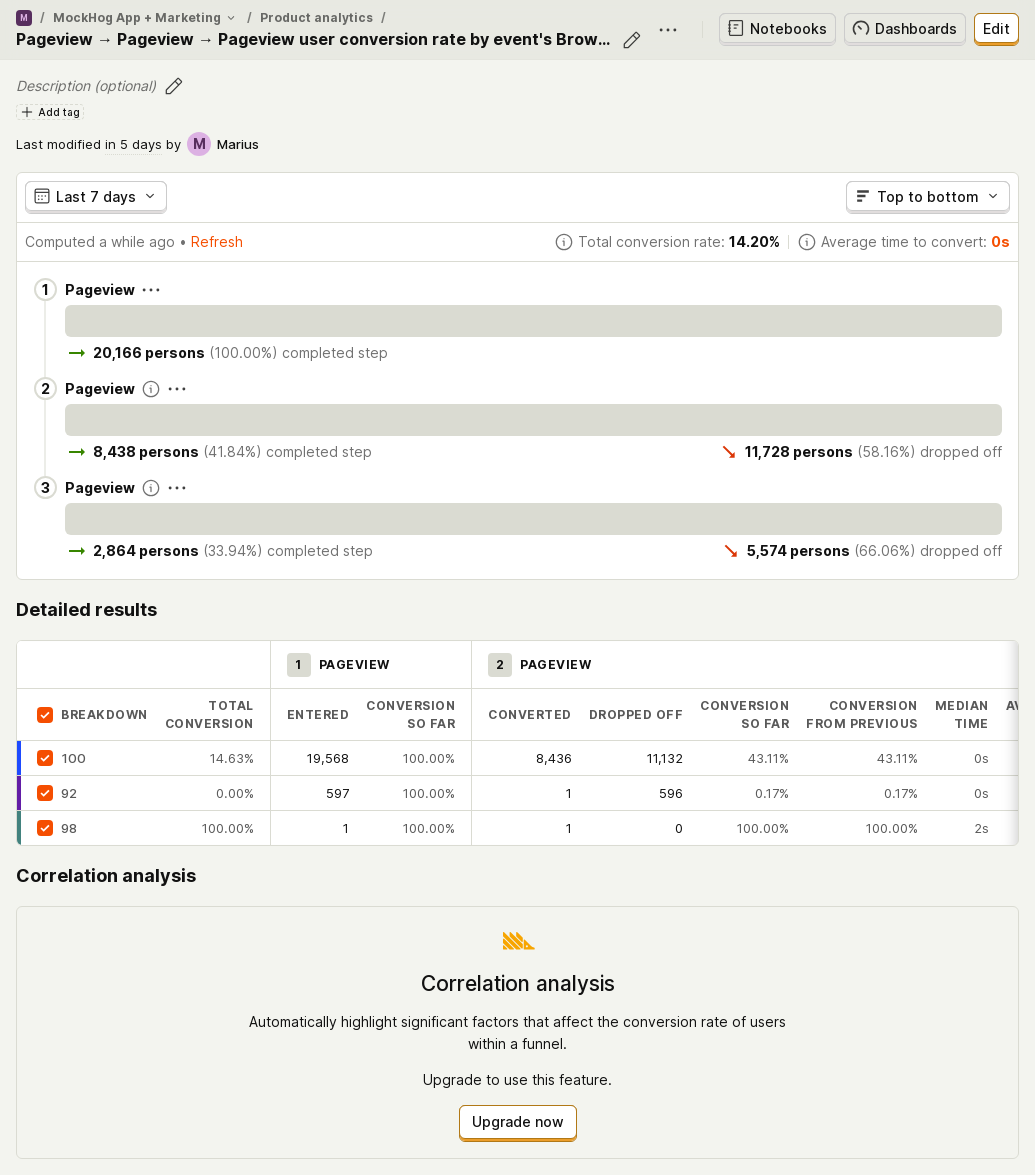 M / MockHog App + Marketing / Product analytics /
Pageview → Pageview → Pageview user conversion rate by event's Brow...
Notebooks
Dashboards
Edit
Description (optional)
Add tag
Last modified in 5 days by M Marius
Last 7 days
Top to bottom
Computed a while ago • Refresh
Total conversion rate: 14.20%
Average time to convert: 0s
1 Pageview
20,166 persons (100.00%) completed step
2 Pageview
8,438 persons (41.84%) completed step
11,728 persons (58.16%) dropped off
3 Pageview
2,864 persons (33.94%) completed step
5,574 persons (66.06%) dropped off
Detailed results
1 PAGEVIEW
2 PAGEVIEW
BREAKDOWN
TOTAL
CONVERSION
ENTERED
CONVERSION
SO FAR
CONVERTED
DROPPED OFF
CONVERSION
SO FAR
CONVERSION
FROM PREVIOUS
MEDIAN
TIME
100 14.63% 19,568 100.00% 8,436 11,132 43.11% 43.11% 0s
92 0.00% 597 100.00% 1 596 0.17% 0.17% 0s
98 100.00% 1 100.00% 1 0 100.00% 100.00% 2s
Correlation analysis
Correlation analysis
Automatically highlight significant factors that affect the conversion rate of users
within a funnel.
Upgrade to use this feature.
Upgrade now